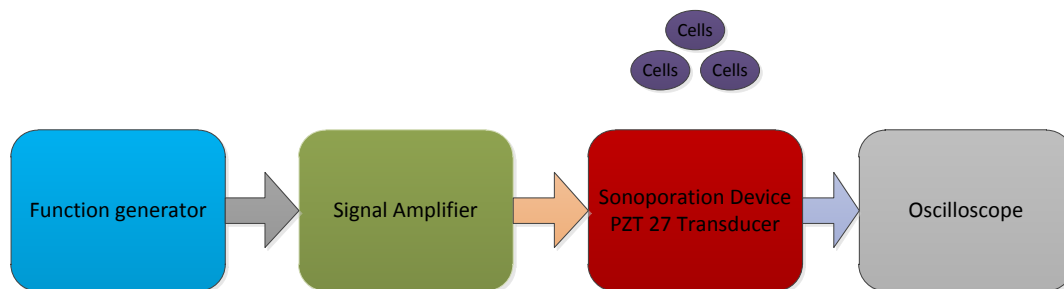 Cells
Cells
Cells
Function generator
Signal Amplifier
Sonoporation Device
PZT 27 Transducer
Oscilloscope